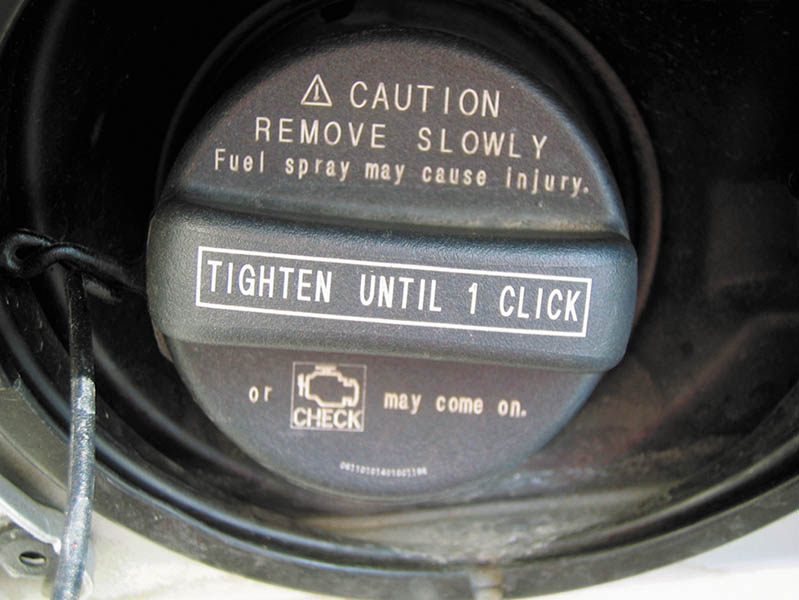 CAUTION
REMOVE SLOWLY
Fuel spray may cause injury.
TIGHTEN UNTIL 1 CLICK
or CHECK may come on.